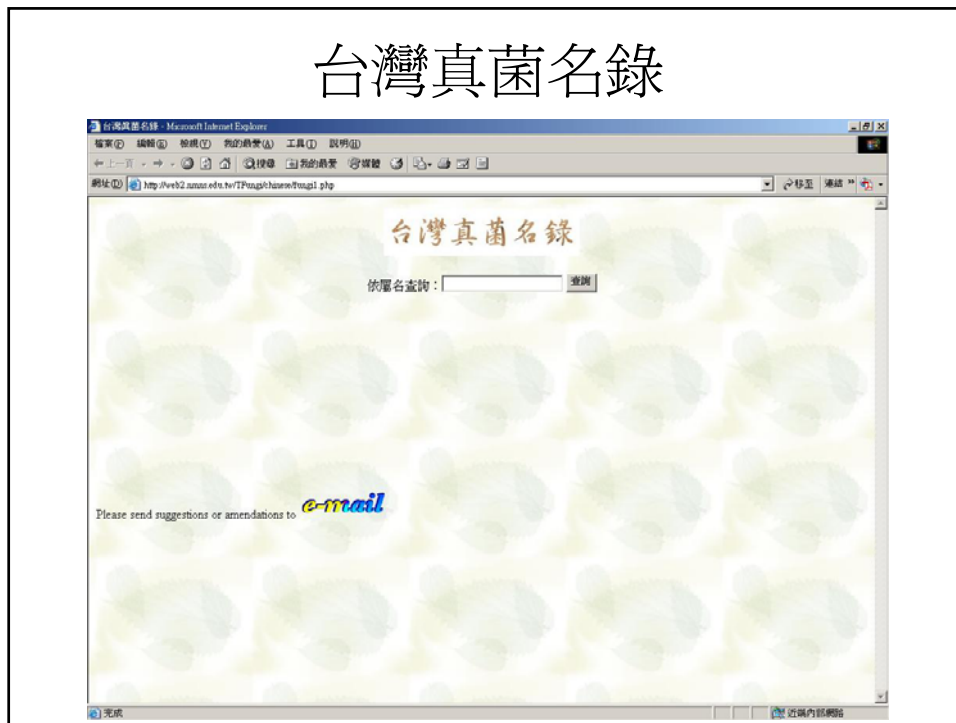 台灣真菌名錄
台灣真菌名錄 - Microsoft Internet Explorer
檔案(F) 編輯(E) 檢視(V) 我的最愛(A) 工具(T) 說明(H)
上一頁 搜尋 我的最愛 媒體
網址(D) http://web2.nmns.edu.tw/TFungi/chinese/fungi1.php 移至 連結 »
台灣真菌名錄
依屬名查詢： 查詢
Please send suggestions or amendations to e-mail
完成 近端內部網路